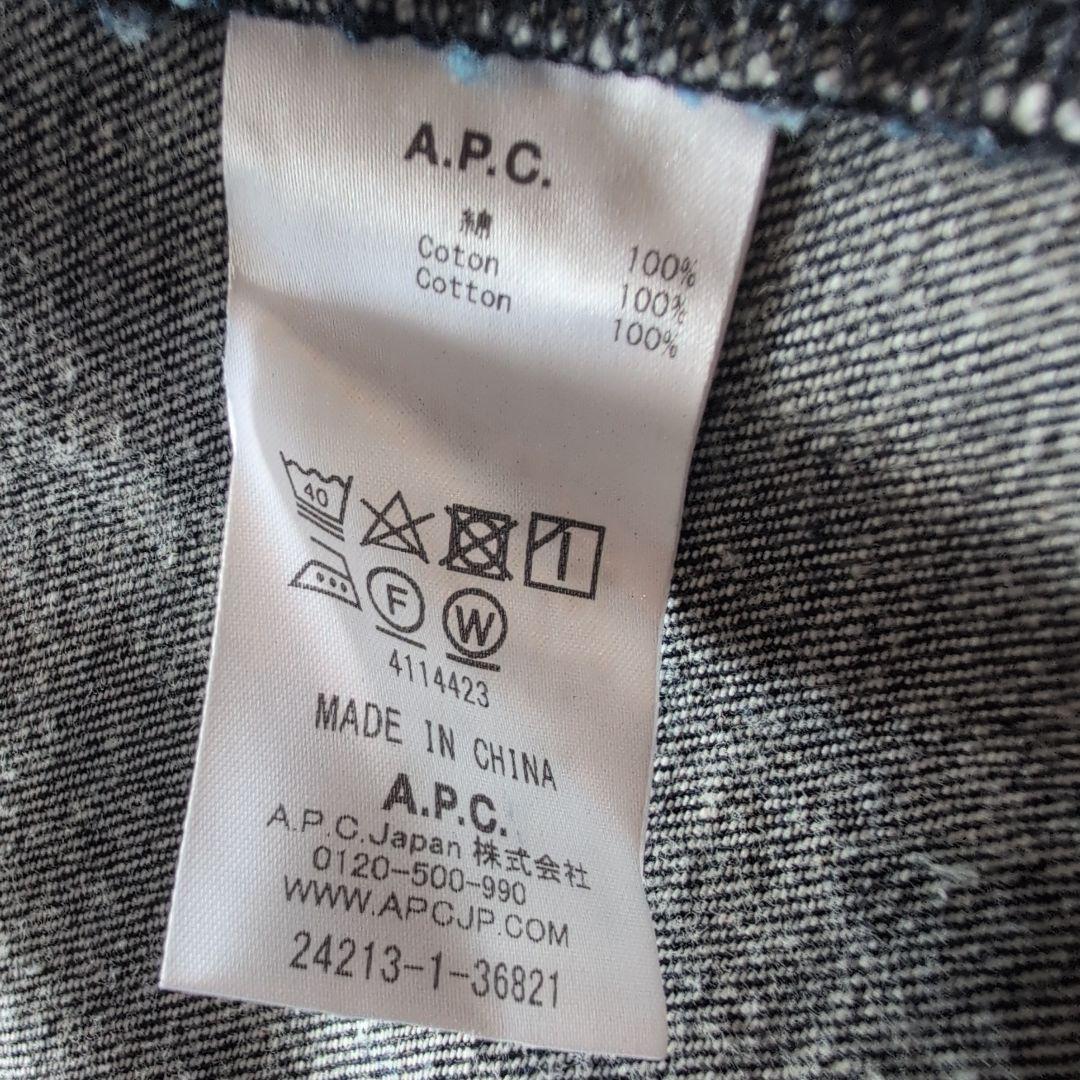 A.P.C.
綿 100%
Coton 100%
Cotton 100%
40
F W
4114423
MADE IN CHINA
A.P.C.
A.P.C.Japan 株式会社
0120-500-990
WWW.APCJP.COM
24213-1-36821